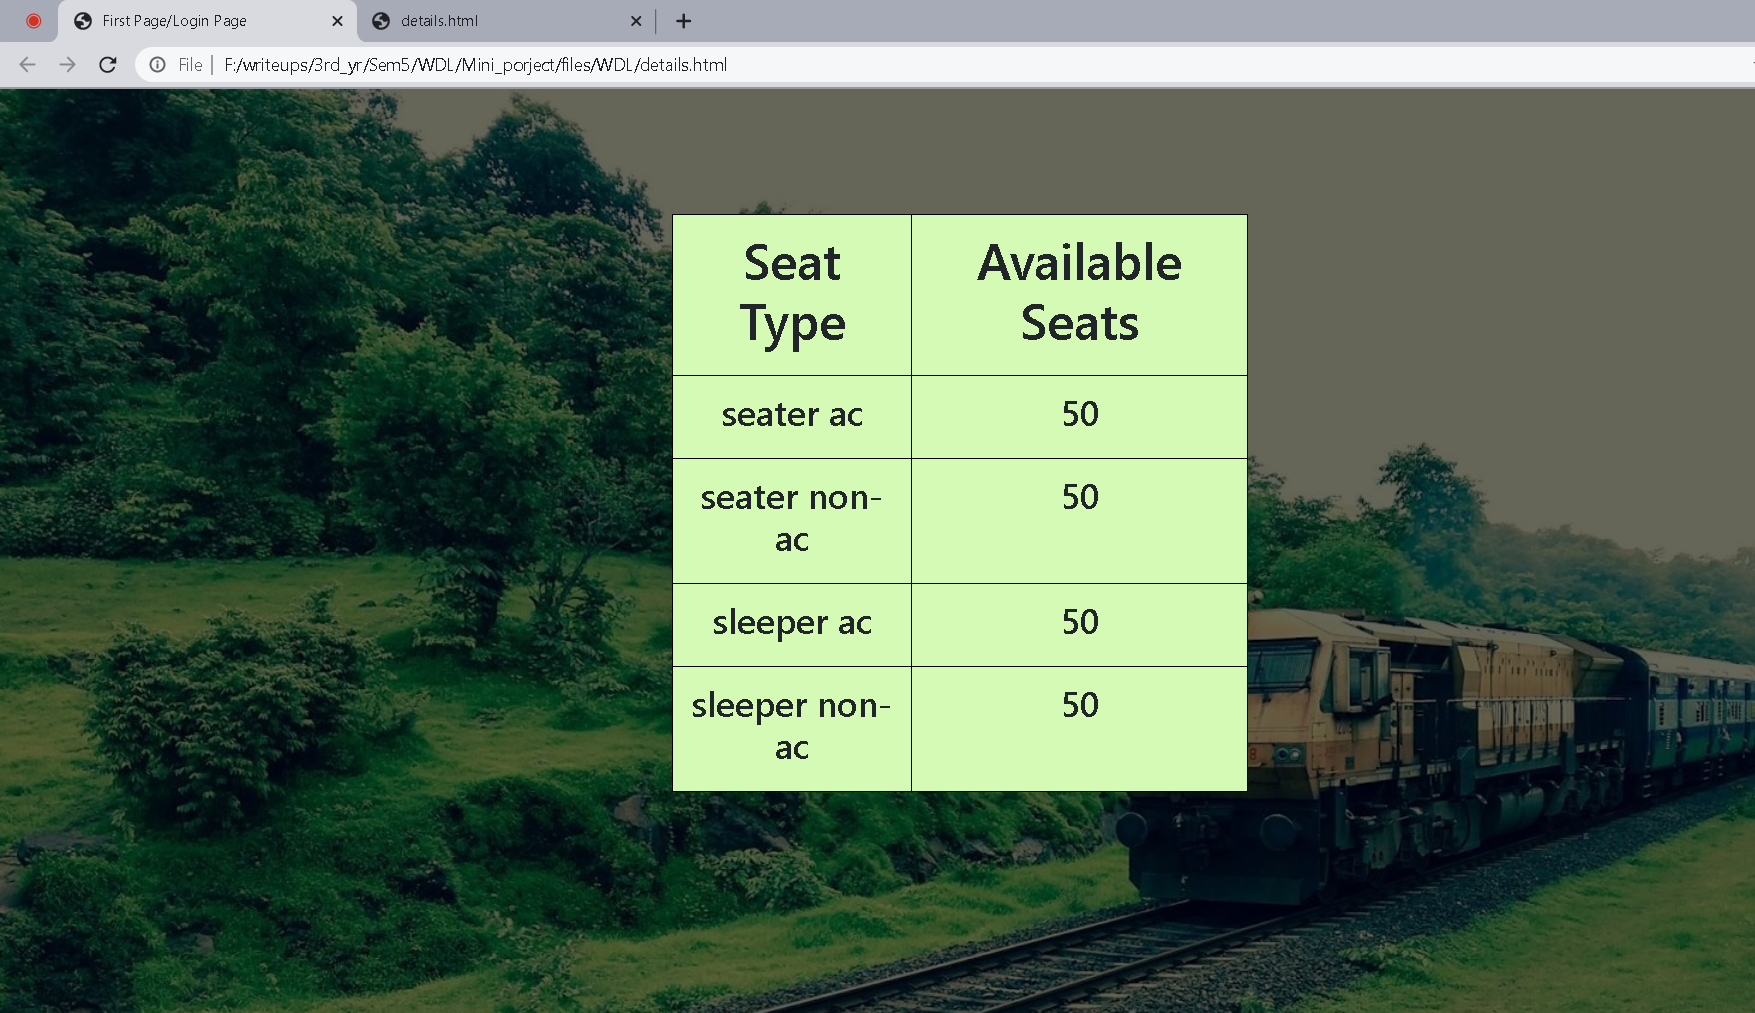 First Page/Login Page
details.html
File
F:/writeups/3rd_yr/Sem5/WDL/Mini_porject/files/WDL/details.html
Seat
Type
Available
Seats
seater ac
50
seater non-
ac
50
sleeper ac
50
sleeper non-
ac
50